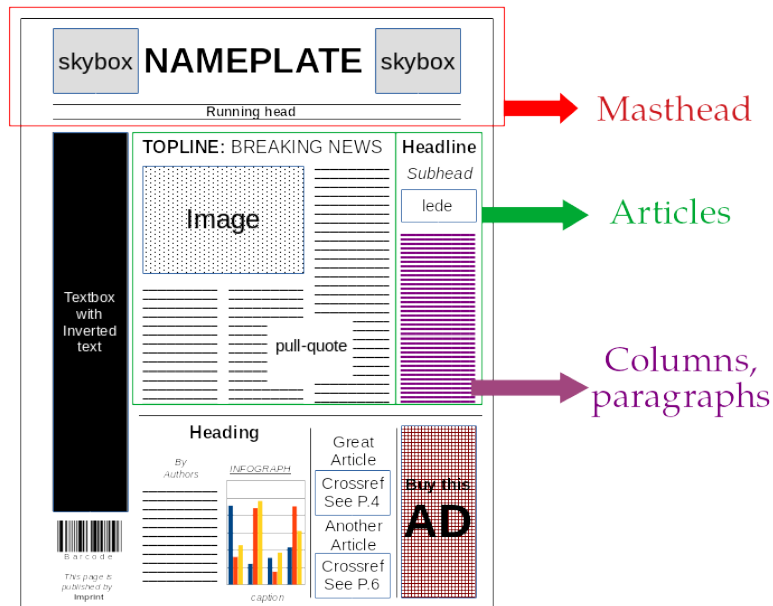 skybox NAMEPLATE skybox
Running head
Masthead
TOPLINE: BREAKING NEWS
Image
pull-quote
Headline
Subhead
lede
Articles
Textbox
with
Inverted
text
Columns,
paragraphs
Heading
By
Authors
INFOGRAPH
caption
Great
Article
Crossref
See P.4
Another
Article
Crossref
See P.6
Buy this
AD
Barcode
This page is
published by
Imprint